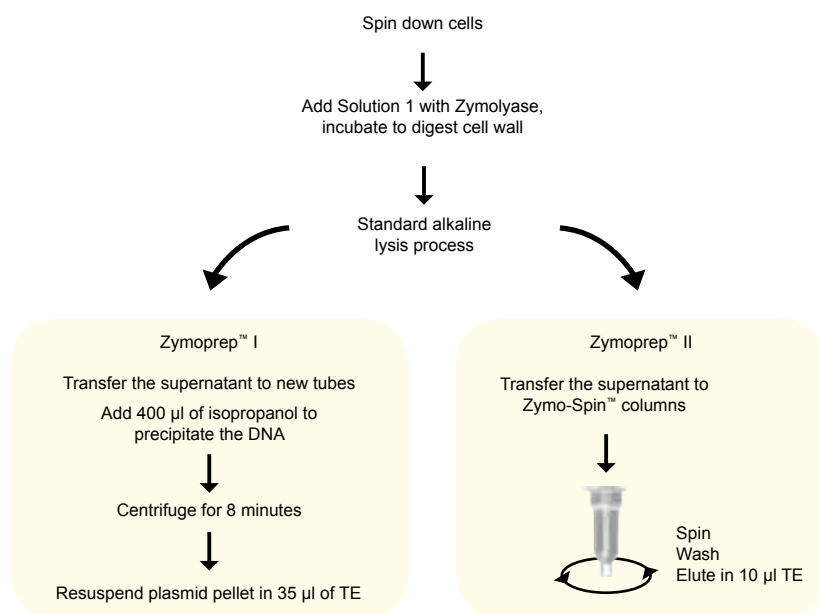 Spin down cells
Add Solution 1 with Zymolyase,
incubate to digest cell wall
Standard alkaline
lysis process
Zymoprep™ I
Transfer the supernatant to new tubes
Add 400 µl of isopropanol to
precipitate the DNA
Centrifuge for 8 minutes
Resuspend plasmid pellet in 35 µl of TE
Zymoprep™ II
Transfer the supernatant to
Zymo-Spin™ columns
Spin
Wash
Elute in 10 µl TE